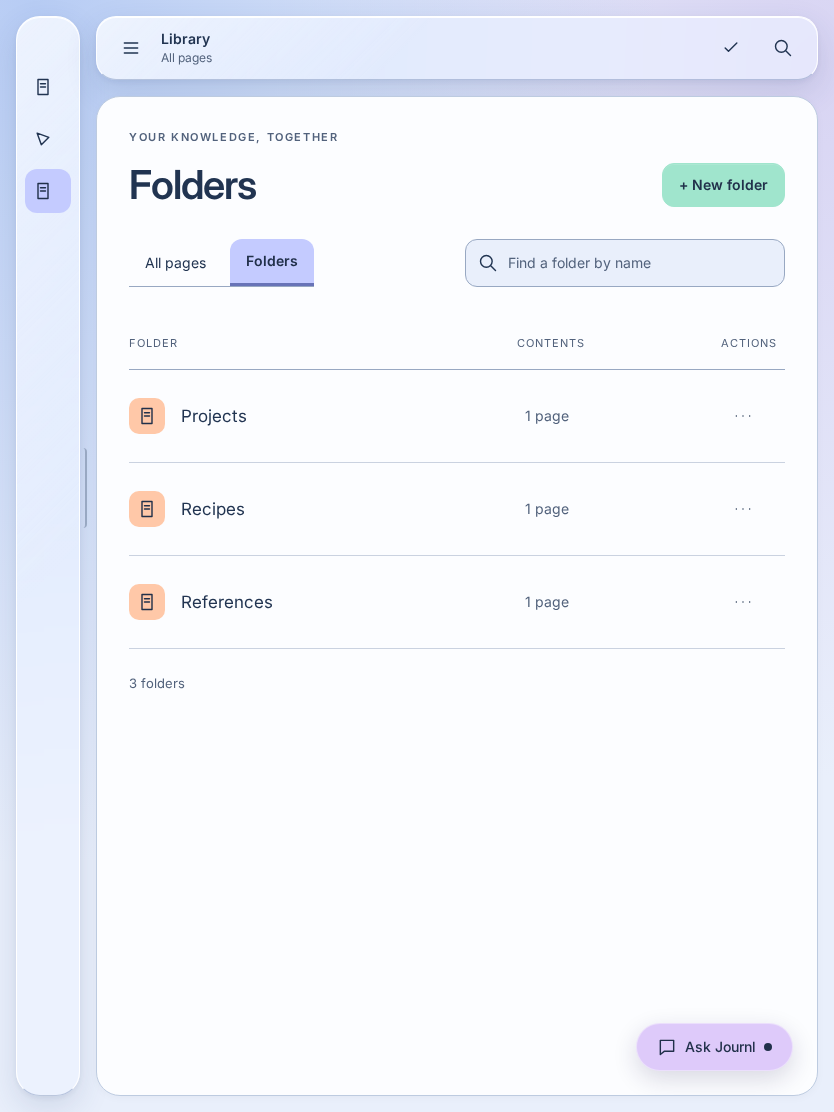 Library
All pages
YOUR KNOWLEDGE, TOGETHER
Folders
+ New folder
All pages
Folders
Find a folder by name
FOLDER
CONTENTS
ACTIONS
Projects
1 page
...
Recipes
1 page
...
References
1 page
...
3 folders
Ask Journl